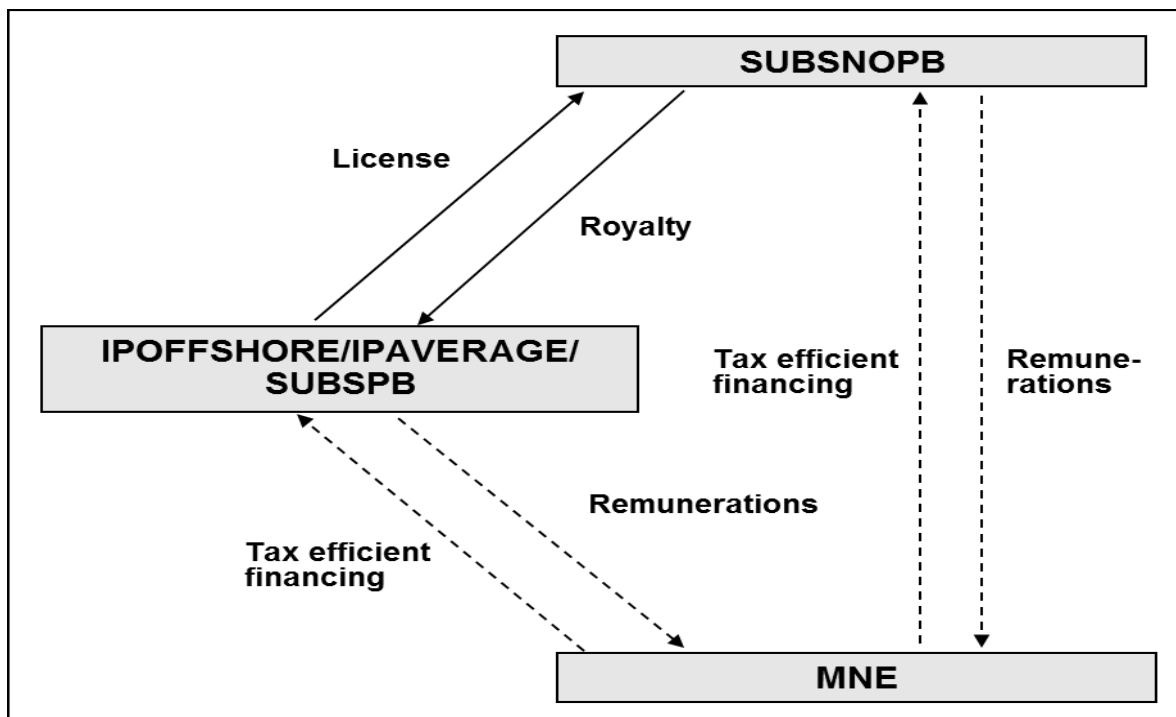 SUBSNOPB
License
Royalty
IPOFFSHORE/IPAVERAGE/
SUBSPB
Tax efficient
financing
Remune-
rations
Remunerations
Tax efficient
financing
MNE